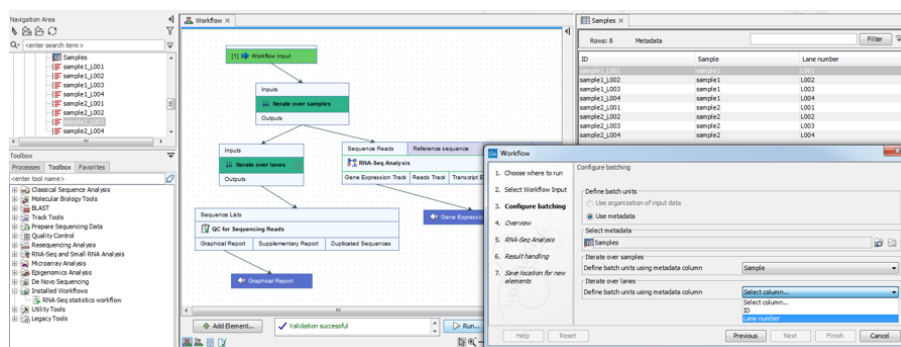 Navigation Area
<enter search term>
Samples
sample1_L001
sample1_L002
sample1_L003
sample1_L004
sample2_L001
sample2_L002
sample2_L003
sample2_L004
Toolbox
Processes Toolbox Favorites
<enter tool name>
Classical Sequence Analysis
Molecular Biology Tools
BLAST
Track Tools
Prepare Sequencing Data
Quality Control
Resequencing Analysis
RNA-Seq and Small RNA Analysis
Microarray Analysis
Epigenomics Analysis
De Novo Sequencing
Installed Workflows
RNA-Seq statistics workflow
Utility Tools
Legacy Tools
Workflow
[1] Workflow Input
Inputs
Iterate over samples
Outputs
Inputs
Iterate over lanes
Outputs
Sequence Reads Reference sequence
RNA-Seq Analysis
Gene Expression Track Reads Track Transcript E
Sequence Lists
QC for Sequencing Reads
Graphical Report Supplementary Report Duplicated Sequences
Gene Expression
Graphical Report
Add Element...
Validation successful
Run...
Samples
Rows: 8 Metadata
Filter
ID Sample Lane number
sample1_L001 sample1 L001
sample1_L002 sample1 L002
sample1_L003 sample1 L003
sample1_L004 sample1 L004
sample2_L001 sample2 L001
sample2_L002 sample2 L002
sample2_L003 sample2 L003
sample2_L004 sample2 L004
Workflow
1. Choose where to run
2. Select Workflow Input
3. Configure batching
4. Overview
5. RNA-Seq Analysis
6. Result handling
7. Save location for new
elements
Configure batching
Define batch units
Use organization of input data
Use metadata
Select metadata
Samples
Iterate over samples
Define batch units using metadata column Sample
Iterate over lanes
Define batch units using metadata column Select column...
Select column...
ID
Lane number
Help Reset Previous Next Finish Cancel